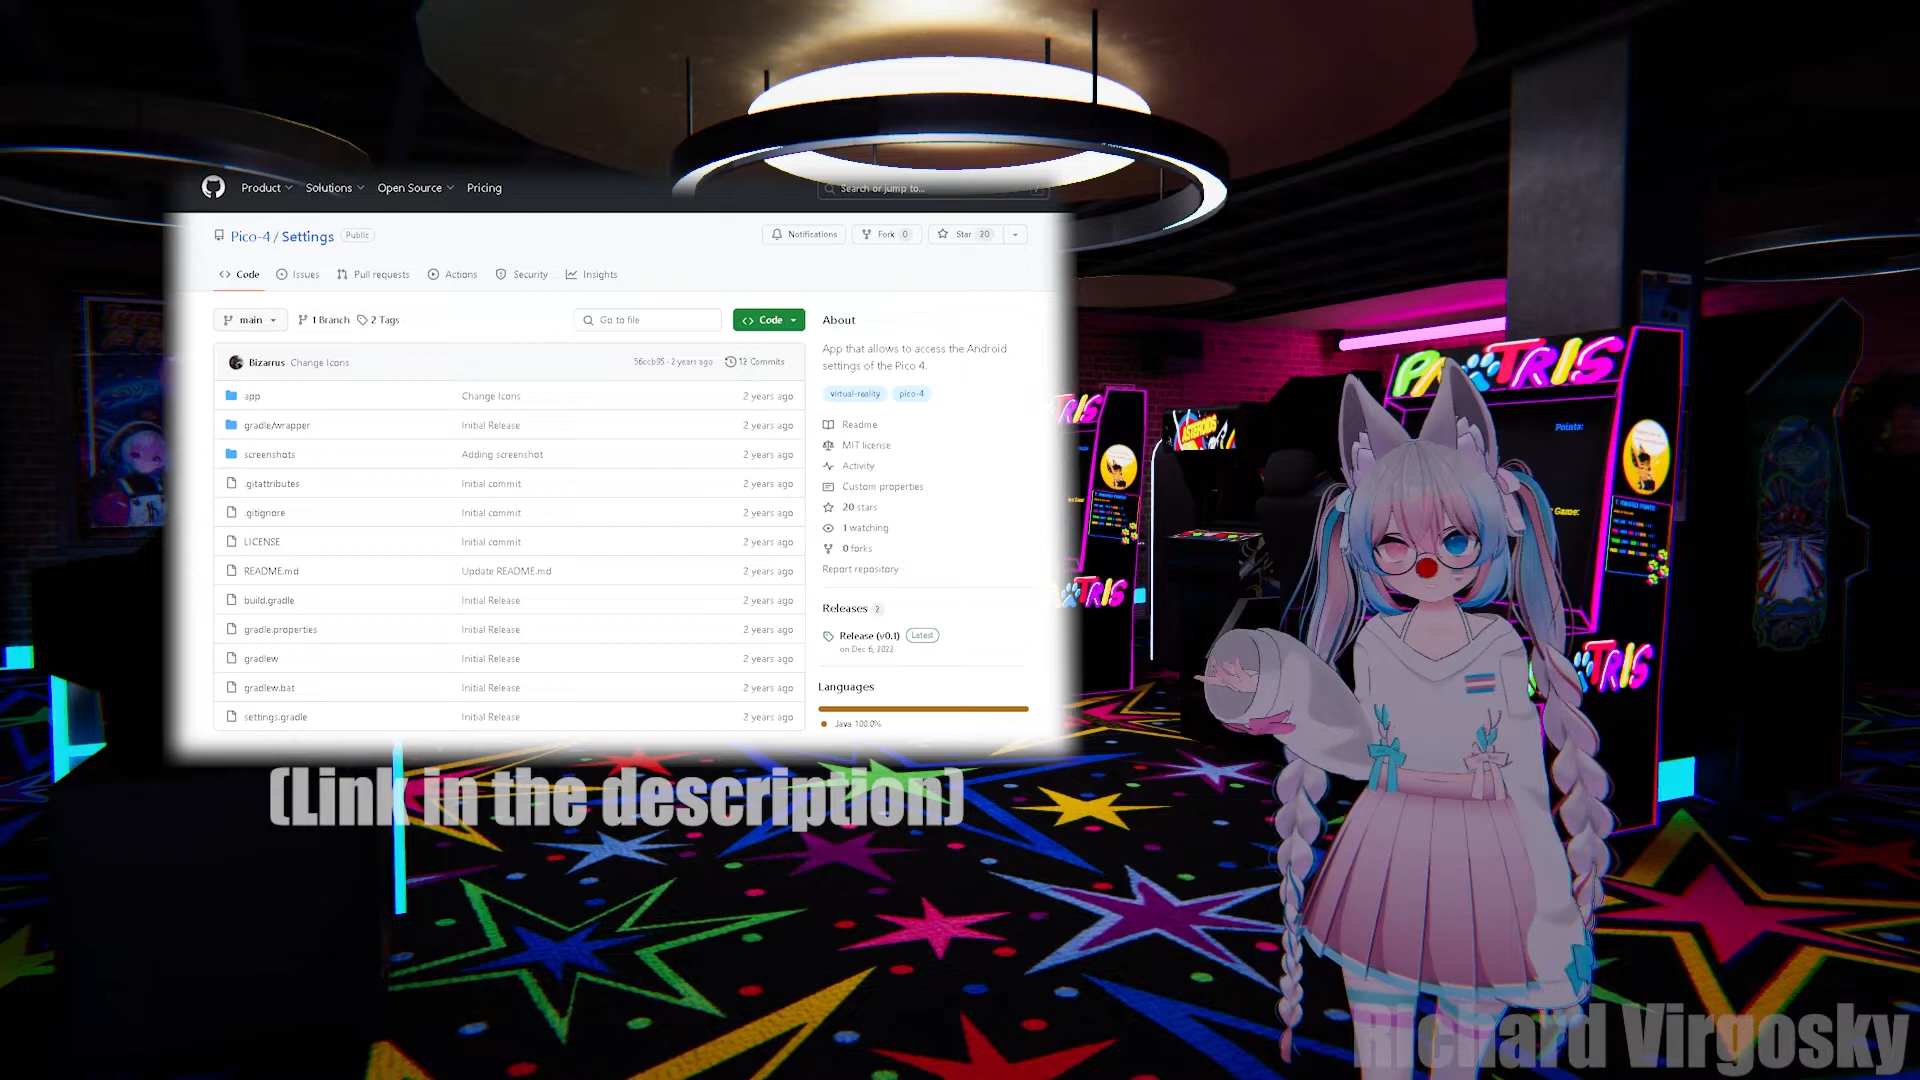 Product Solutions Open Source Pricing
Search or jump to... /
Pico-4 / Settings Public
Notifications Fork 0 Star 20
Code Issues Pull requests Actions Security Insights
main 1 Branch 2 Tags Go to file Code
Bizarrus Change Icons 56ccb95 · 2 years ago 12 Commits
app Change Icons 2 years ago
gradle/wrapper Initial Release 2 years ago
screenshots Adding screenshot 2 years ago
.gitattributes Initial commit 2 years ago
.gitignore Initial commit 2 years ago
LICENSE Initial commit 2 years ago
README.md Update README.md 2 years ago
build.gradle Initial Release 2 years ago
gradle.properties Initial Release 2 years ago
gradlew Initial Release 2 years ago
gradlew.bat Initial Release 2 years ago
settings.gradle Initial Release 2 years ago
About
App that allows to access the Android
settings of the Pico 4.
virtual-reality pico-4
Readme
MIT license
Activity
Custom properties
20 stars
1 watching
0 forks
Report repository
Releases 2
Release (v0.1) Latest
on Dec 6, 2022
Languages
Java 100.0%
(Link in the description)
ASTEROIDS
PAWTRIS
Points:
Game:
TRIS
TRIS
TRIS
Richard Virgosky